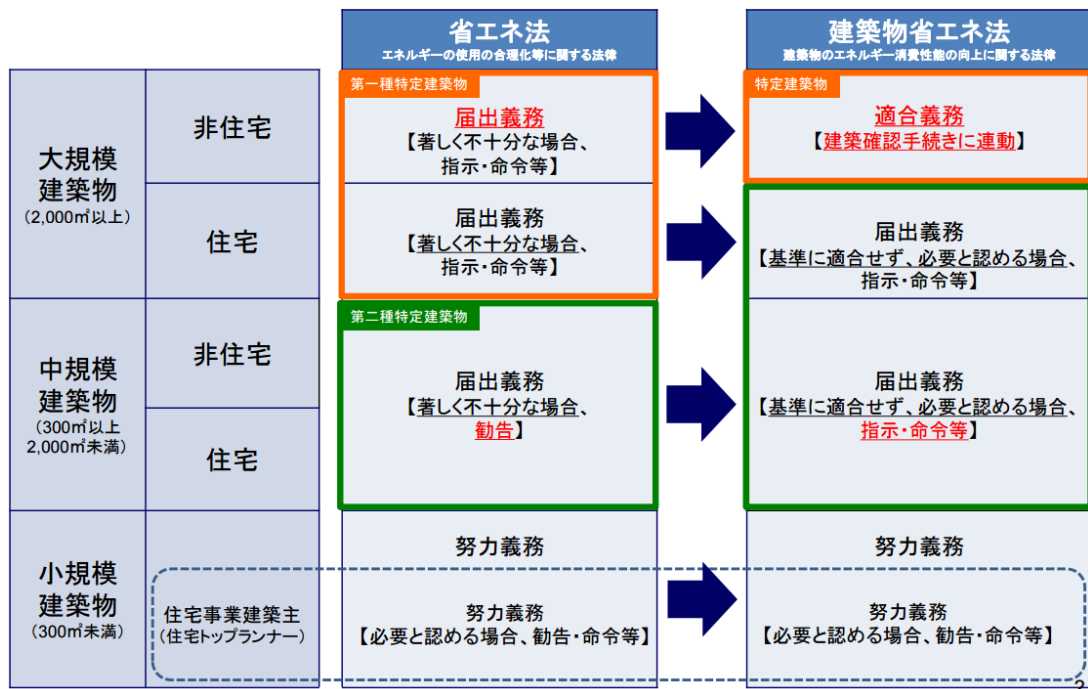 省エネ法
エネルギーの使用の合理化等に関する法律
建築物省エネ法
建築物のエネルギー消費性能の向上に関する法律
大規模
建築物
(2,000㎡以上)
非住宅
第一種特定建築物
届出義務
【著しく不十分な場合、
指示・命令等】
特定建築物
適合義務
【建築確認手続きに連動】
住宅
届出義務
【著しく不十分な場合、
指示・命令等】
届出義務
【基準に適合せず、必要と認める場合、
指示・命令等】
中規模
建築物
(300㎡以上
2,000㎡未満)
非住宅
住宅
第二種特定建築物
届出義務
【著しく不十分な場合、
勧告】
届出義務
【基準に適合せず、必要と認める場合、
指示・命令等】
小規模
建築物
(300㎡未満)
努力義務
努力義務
住宅事業建築主
(住宅トップランナー)
努力義務
【必要と認める場合、勧告・命令等】
努力義務
【必要と認める場合、勧告・命令等】